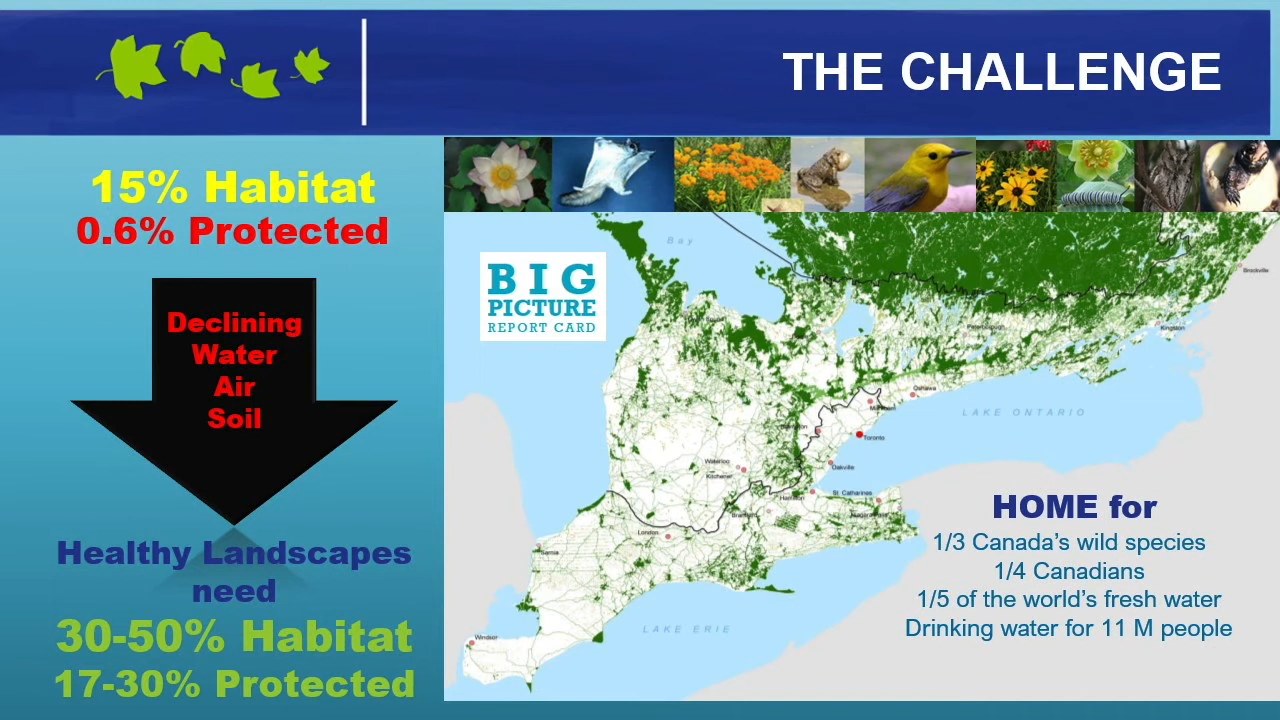 THE CHALLENGE
15% Habitat
0.6% Protected
Declining
Water
Air
Soil
Healthy Landscapes
need
30-50% Habitat
17-30% Protected
BIG
PICTURE
REPORT CARD
Bay
Brockville
Kingston
Peterborough
Oshawa
LAKE ONTARIO
Toronto
Oakville
Waterloo
Kitchener
Hamilton
St. Catharines
Niagara Falls
Brantford
London
Sarnia
Windsor
LAKE ERIE
HOME for
1/3 Canada's wild species
1/4 Canadians
1/5 of the world's fresh water
Drinking water for 11 M people